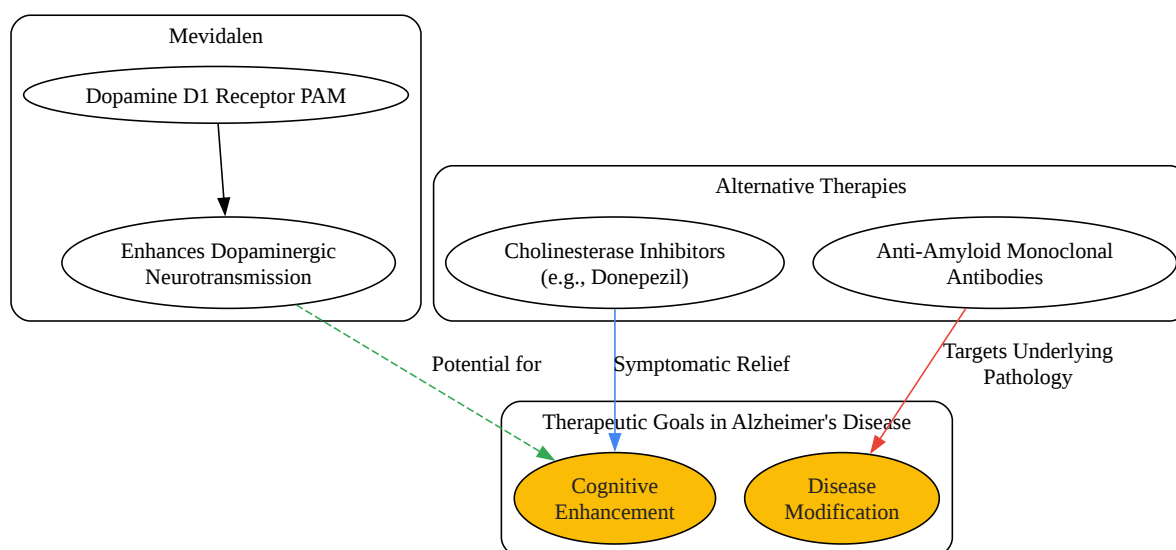 Mevidalen
Dopamine D1 Receptor PAM
Enhances Dopaminergic
Neurotransmission
Alternative Therapies
Cholinesterase Inhibitors
(e.g., Donepezil)
Anti-Amyloid Monoclonal
Antibodies
Potential for
Symptomatic Relief
Targets Underlying
Pathology
Therapeutic Goals in Alzheimer's Disease
Cognitive
Enhancement
Disease
Modification